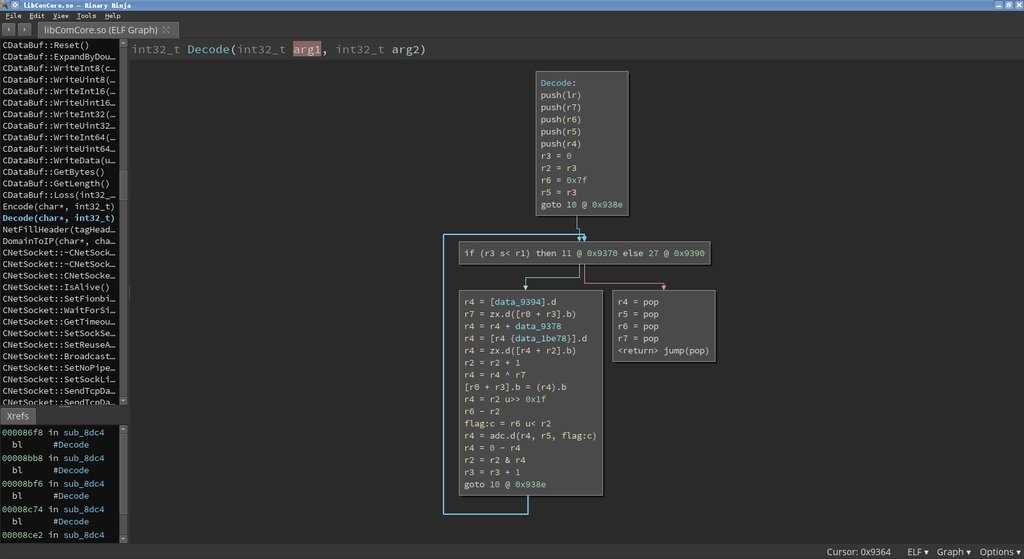 libComCore.so — Binary Ninja
File Edit View Tools Help
libComCore.so (ELF Graph)
CDataBuf::Reset()
CDataBuf::ExpandByDou…
CDataBuf::WriteInt8(c…
CDataBuf::WriteUint8(…
CDataBuf::WriteInt16(…
CDataBuf::WriteUint16…
CDataBuf::WriteInt32(…
CDataBuf::WriteUint32…
CDataBuf::WriteInt64(…
CDataBuf::WriteUint64…
CDataBuf::WriteData(u…
CDataBuf::GetBytes()
CDataBuf::GetLength()
CDataBuf::Loss(int32_…
Encode(char*, int32_t)
Decode(char*, int32_t)
NetFillHeader(tagHead…
DomainToIP(char*, cha…
CNetSocket::~CNetSock…
CNetSocket::~CNetSock…
CNetSocket::CNetSocke…
CNetSocket::IsAlive()
CNetSocket::SetFionbi…
CNetSocket::WaitForSi…
CNetSocket::GetTimeou…
CNetSocket::SetSockSe…
CNetSocket::SetReuseA…
CNetSocket::Broadcast…
CNetSocket::SetNoPipe…
CNetSocket::SetSockLi…
CNetSocket::SendTcpDa…
CNetSocket::SendTcpDa…
Xrefs
000086f8 in sub_8dc4
bl #Decode
00008bb8 in sub_8dc4
bl #Decode
00008bf6 in sub_8dc4
bl #Decode
00008c74 in sub_8dc4
bl #Decode
00008ce2 in sub_8dc4
int32_t Decode(int32_t arg1, int32_t arg2)
Decode:
push(lr)
push(r7)
push(r6)
push(r5)
push(r4)
r3 = 0
r2 = r3
r6 = 0x7f
r5 = r3
goto 10 @ 0x938e
if (r3 s< r1) then 11 @ 0x9370 else 27 @ 0x9390
r4 = [data_9394].d
r7 = zx.d([r0 + r3].b)
r4 = r4 + data_9378
r4 = [r4 {data_1be78}].d
r4 = zx.d([r4 + r2].b)
r2 = r2 + 1
r4 = r4 ^ r7
[r0 + r3].b = (r4).b
r4 = r2 u>> 0x1f
r6 - r2
flag:c = r6 u< r2
r4 = adc.d(r4, r5, flag:c)
r4 = 0 - r4
r2 = r2 & r4
r3 = r3 + 1
goto 10 @ 0x938e
r4 = pop
r5 = pop
r6 = pop
r7 = pop
<return> jump(pop)
Cursor: 0x9364 ELF▾ Graph▾ Options▾